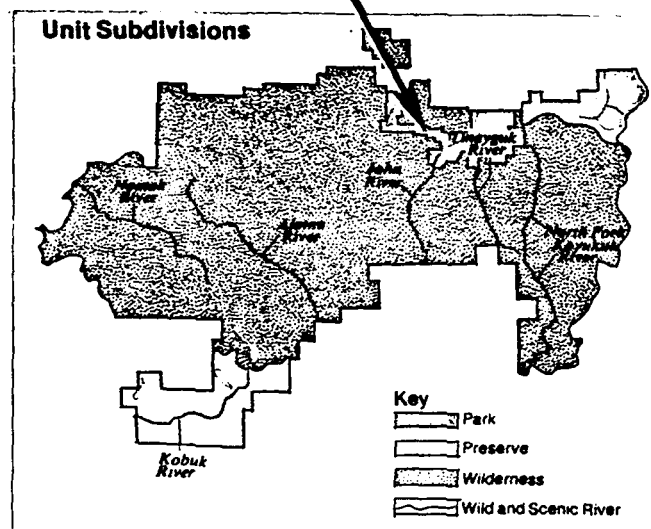 Unit Subdivisions
Noatak
River
Alatna
River
John
River
River
North Fork
Koyukuk
River
Kobuk
River
Key
Park
Preserve
Wilderness
Wild and Scenic River